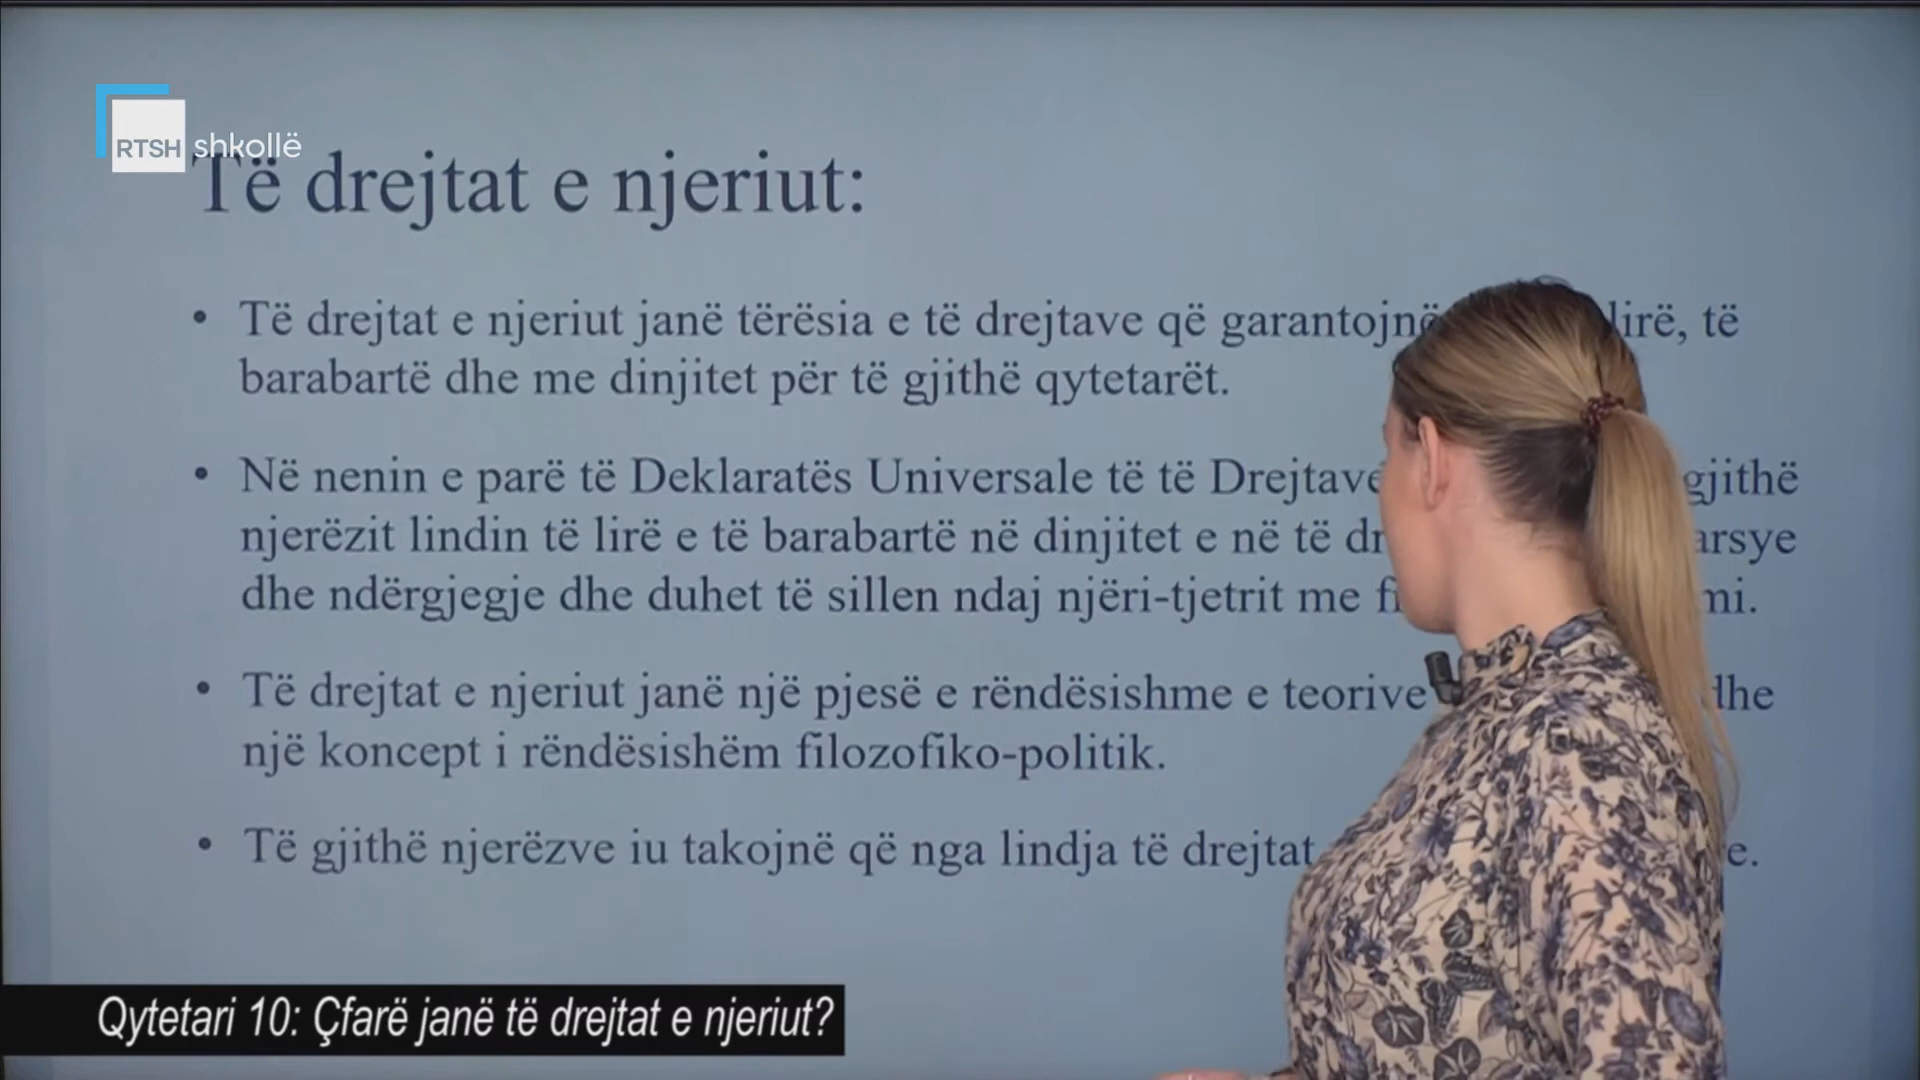 RTSH shkollë
Të drejtat e njeriut:
• Të drejtat e njeriut janë tërësia e të drejtave që garantojnë lirë, të
barabartë dhe me dinjitet për të gjithë qytetarët.
• Në nenin e parë të Deklaratës Universale të të Drejtave gjithë
njerëzit lindin të lirë e të barabartë në dinjitet e në të arsye
dhe ndërgjegje dhe duhet të sillen ndaj njëri-tjetrit me
• Të drejtat e njeriut janë një pjesë e rëndësishme e teorive dhe
një koncept i rëndësishëm filozofiko-politik.
• Të gjithë njerëzve iu takojnë që nga lindja të drejtat
Qytetari 10: Çfarë janë të drejtat e njeriut?